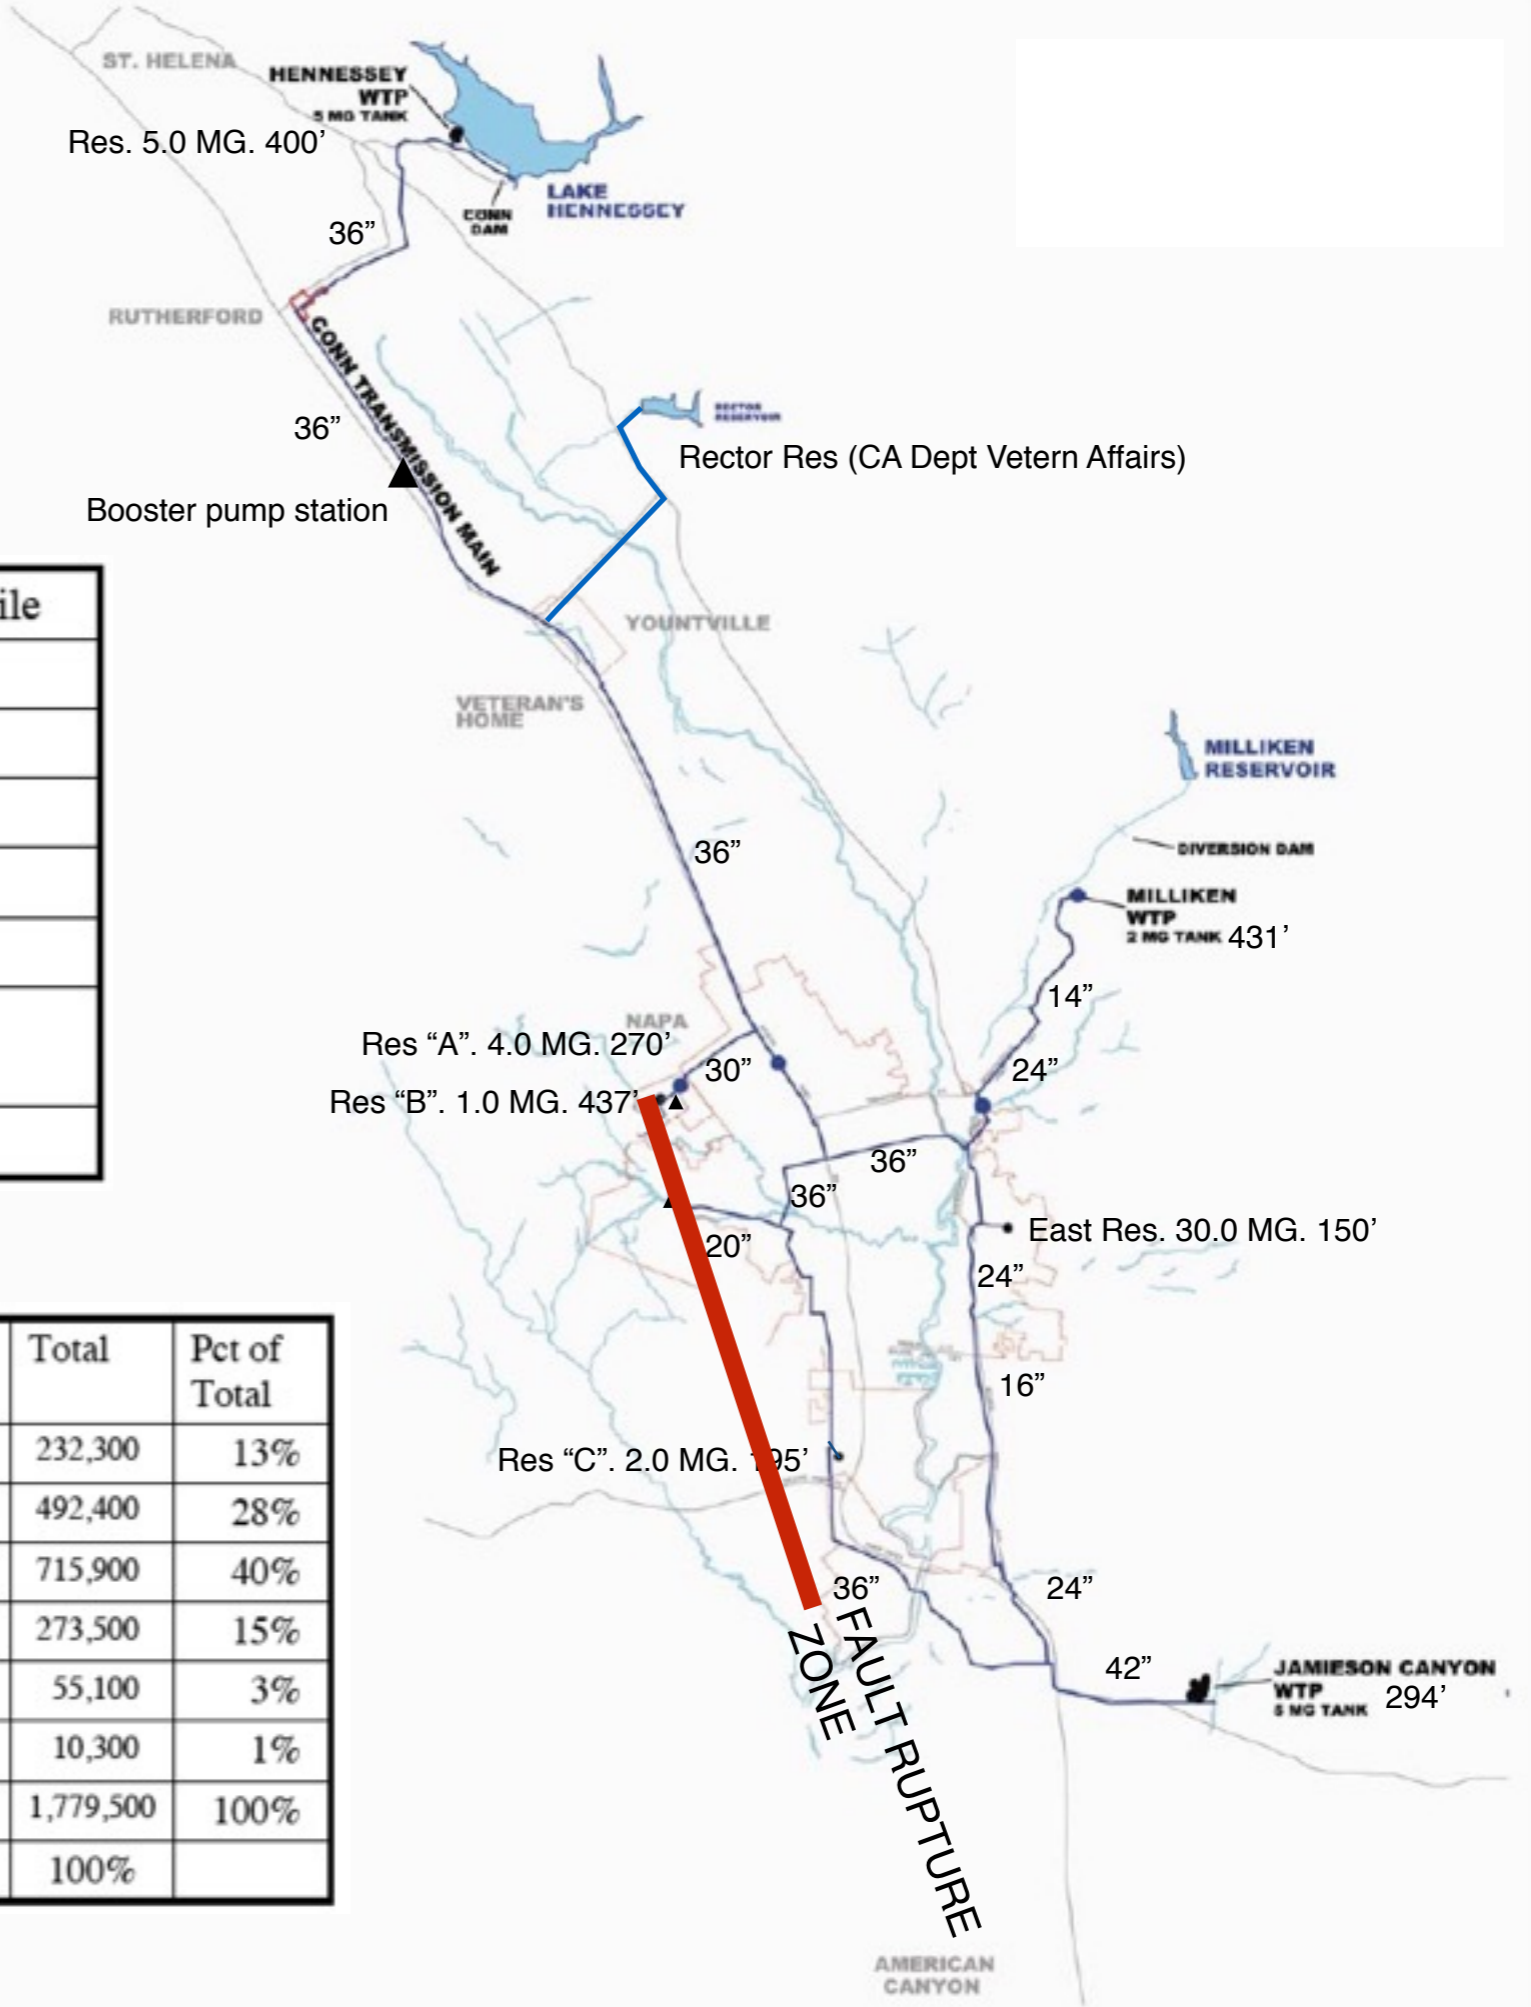 ST. HELENA
HENNESSEY
WTP
5 MG TANK
Res. 5.0 MG. 400’
LAKE
HENNESSEY
CONN
DAM
36”
RUTHERFORD
CONN TRANSMISSION MAIN
36”
RECTOR
RESERVOIR
Rector Res (CA Dept Vetern Affairs)
Booster pump station
ile
YOUNTVILLE
VETERAN'S
HOME
MILLIKEN
RESERVOIR
36”
DIVERSION DAM
MILLIKEN
WTP
2 MG TANK 431’
14”
NAPA
Res “A”. 4.0 MG. 270’
30”
24”
Res “B”. 1.0 MG. 437’
36”
36”
20”
East Res. 30.0 MG. 150’
24”
16”
Total Pct of
Total
232,300 13%
492,400 28%
715,900 40%
273,500 15%
55,100 3%
10,300 1%
1,779,500 100%
100%
Res “C”. 2.0 MG. 195’
36”
24”
FAULT RUPTURE
ZONE
42”
JAMIESON CANYON
WTP
5 MG TANK 294’
AMERICAN
CANYON